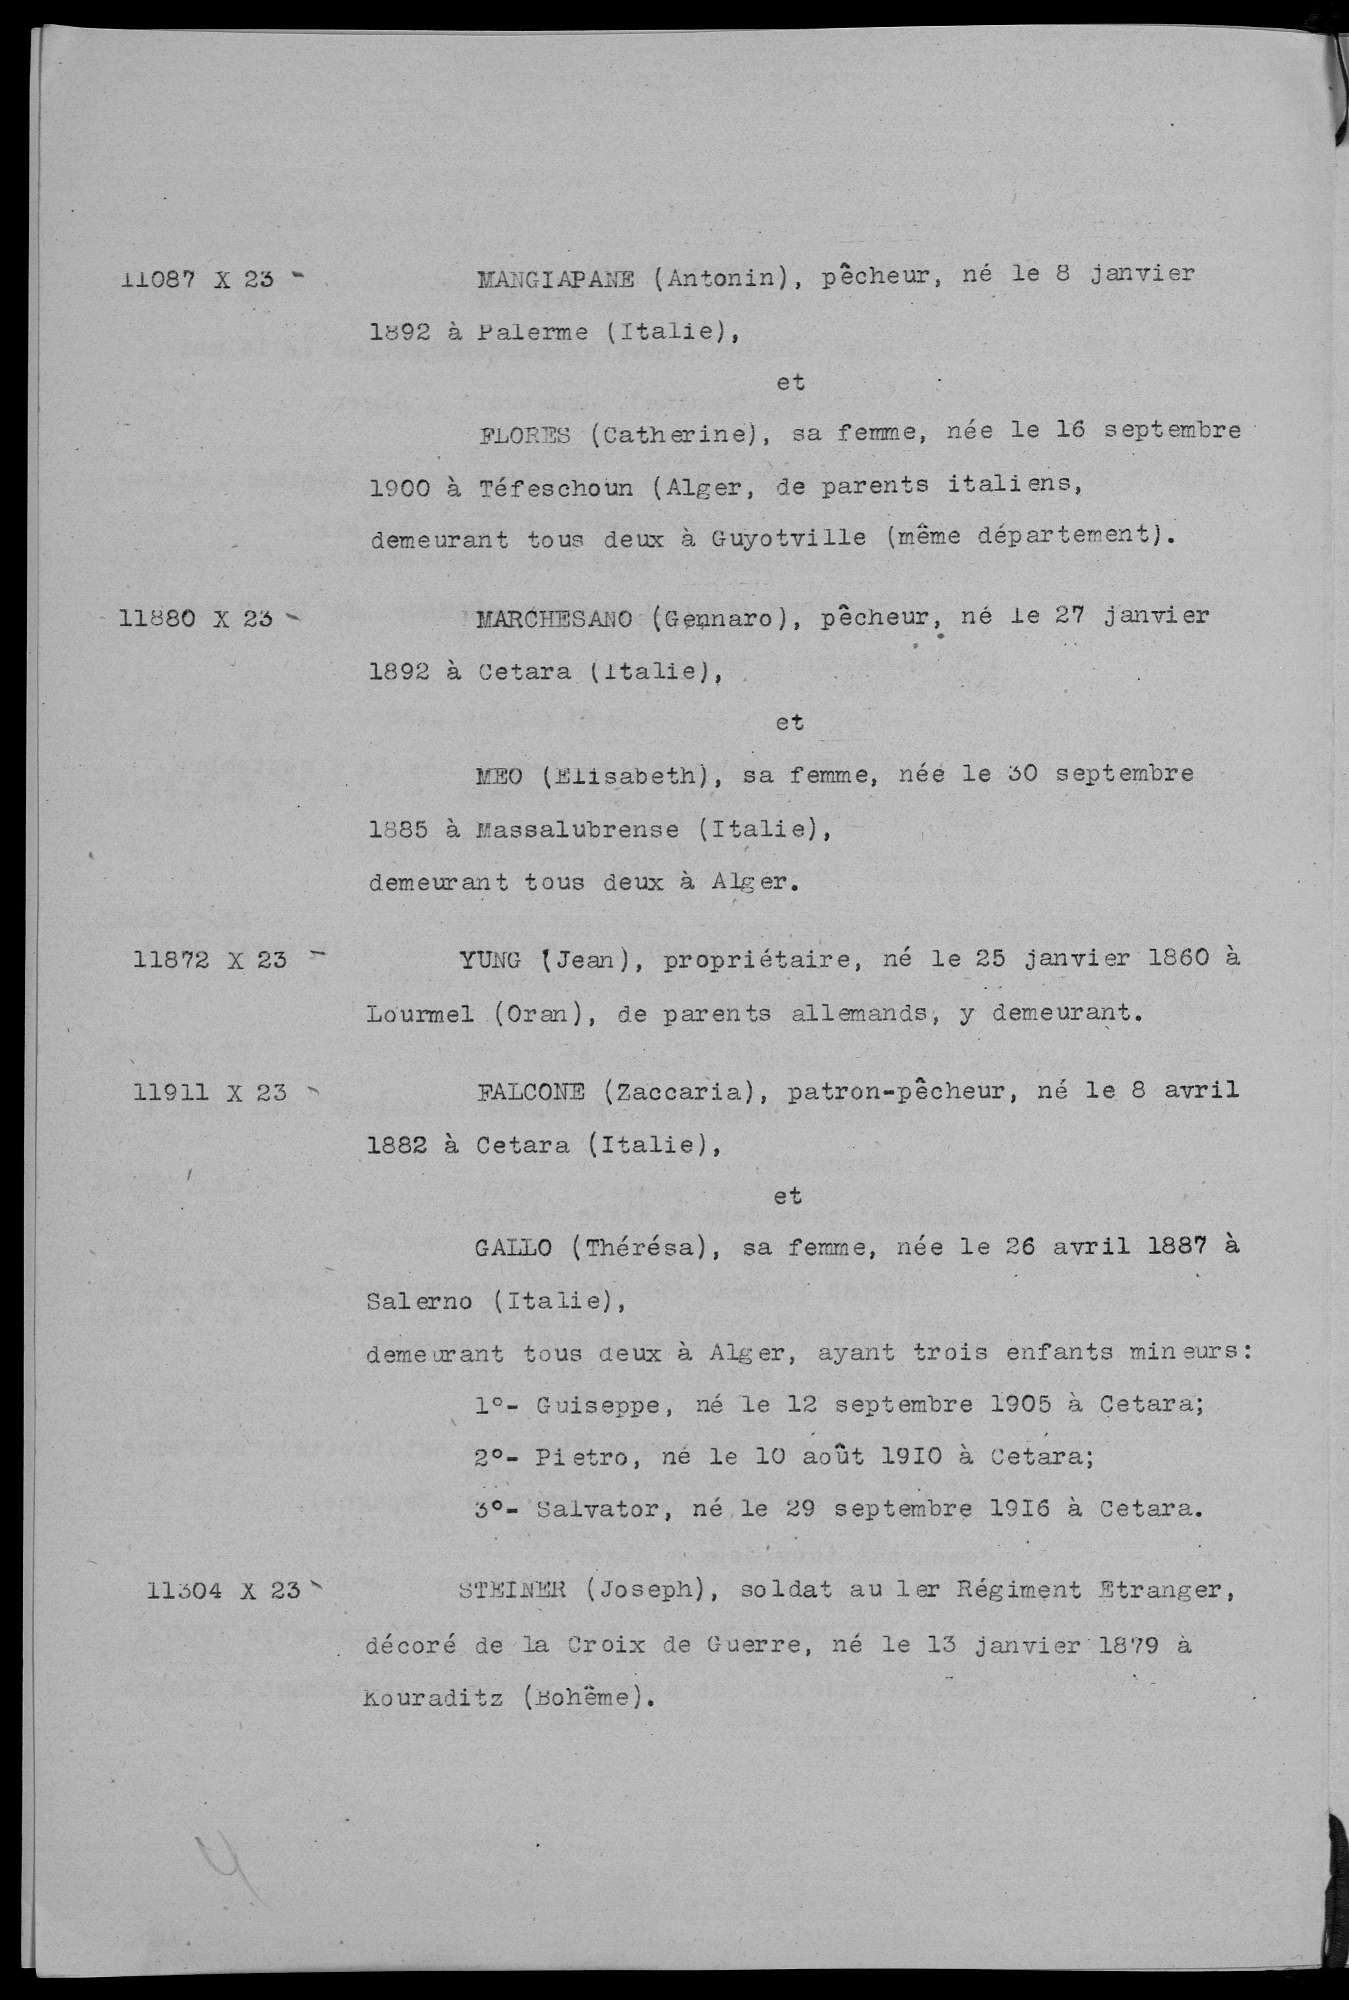 11087 X 23 - MANGIAPANE (Antonin), pêcheur, né le 8 janvier
1892 à Palerme (Italie),
et
FLORES (Catherine), sa femme, née le 16 septembre
1900 à Téfeschoun (Alger, de parents italiens,
demeurant tous deux à Guyotville (même département).
11880 X 23 - MARCHESANO (Gennaro), pêcheur, né le 27 janvier
1892 à Cetara (Italie),
et
MEO (Elisabeth), sa femme, née le 30 septembre
1885 à Massalubrense (Italie),
demeurant tous deux à Alger.
11872 X 23 - YUNG (Jean), propriétaire, né le 25 janvier 1860 à
Lourmel (Oran), de parents allemands, y demeurant.
11911 X 23 - FALCONE (Zaccaria), patron-pêcheur, né le 8 avril
1882 à Cetara (Italie),
et
GALLO (Thérésa), sa femme, née le 26 avril 1887 à
Salerno (Italie),
demeurant tous deux à Alger, ayant trois enfants mineurs:
1°- Guiseppe, né le 12 septembre 1905 à Cetara;
2°- Pietro, né le 10 août 19I0 à Cetara;
3°- Salvator, né le 29 septembre 19I6 à Cetara.
11304 X 23 - STEINER (Joseph), soldat au 1er Régiment Etranger,
décoré de la Croix de Guerre, né le 13 janvier 1879 à
Kouraditz (Bohême).